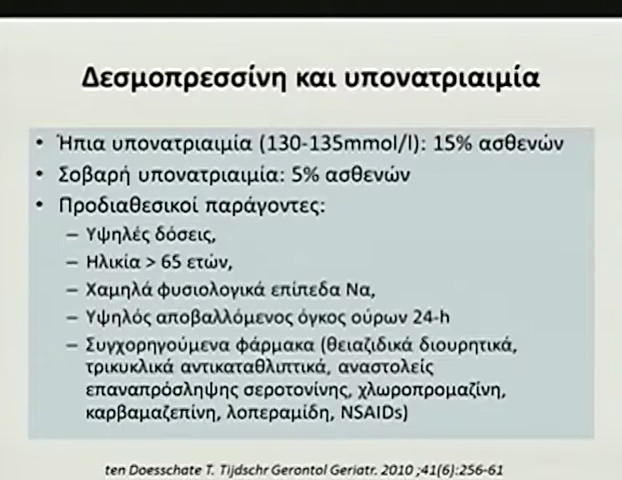 Δεσμοπρεσσίνη και υπονατριαιμία
• Ήπια υπονατριαιμία (130-135mmol/l): 15% ασθενών
• Σοβαρή υπονατριαιμία: 5% ασθενών
• Προδιαθεσικοί παράγοντες:
– Υψηλές δόσεις,
– Ηλικία > 65 ετών,
– Χαμηλά φυσιολογικά επίπεδα Να,
– Υψηλός αποβαλλόμενος όγκος ούρων 24-h
– Συγχορηγούμενα φάρμακα (θειαζιδικά διουρητικά,
τρικυκλικά αντικαταθλιπτικά, αναστολείς
επαναπρόσληψης σεροτονίνης, χλωροπρομαζίνη,
καρβαμαζεπίνη, λοπεραμίδη, NSAIDs)
ten Doesschate T. Tijdschr Gerontol Geriatr. 2010 ;41(6):256-61